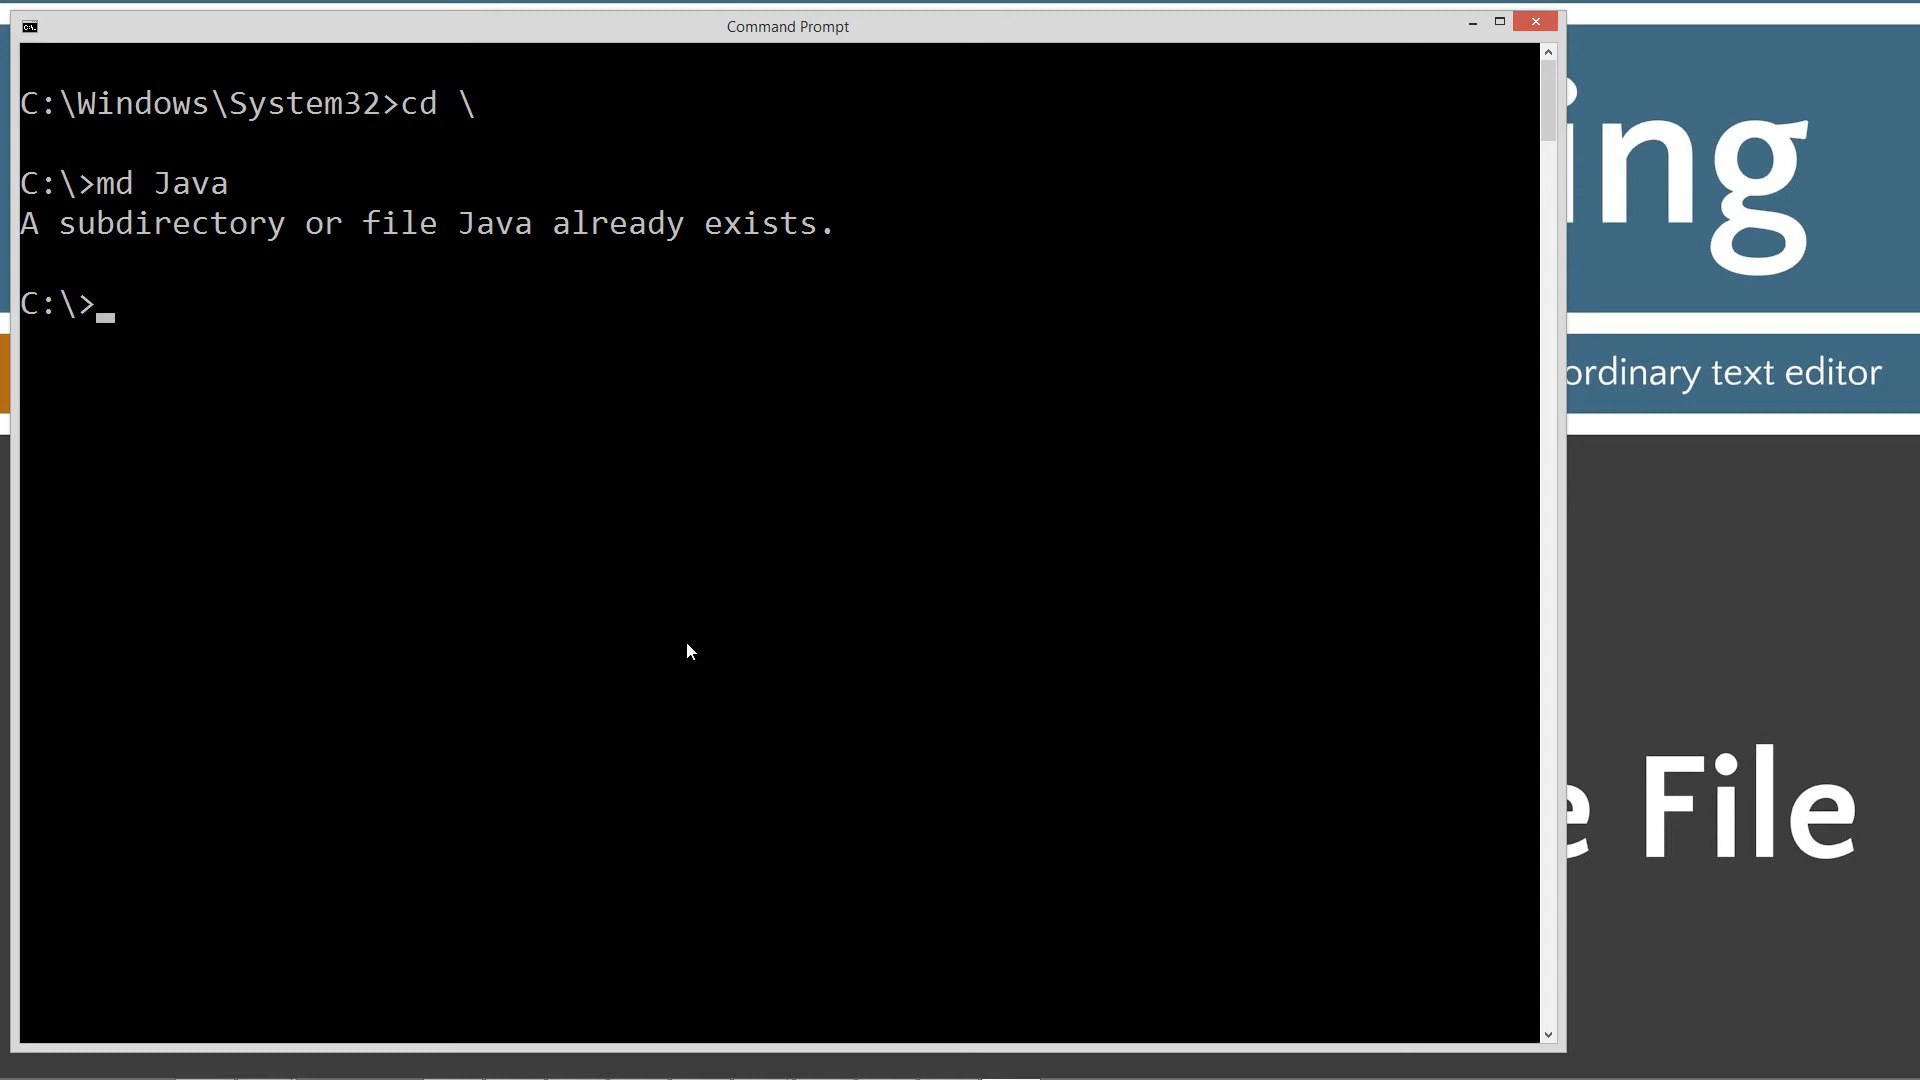 Command Prompt
C:\Windows\System32>cd \
C:\>md Java
A subdirectory or file Java already exists.
C:\>
ing
ordinary text editor
e File